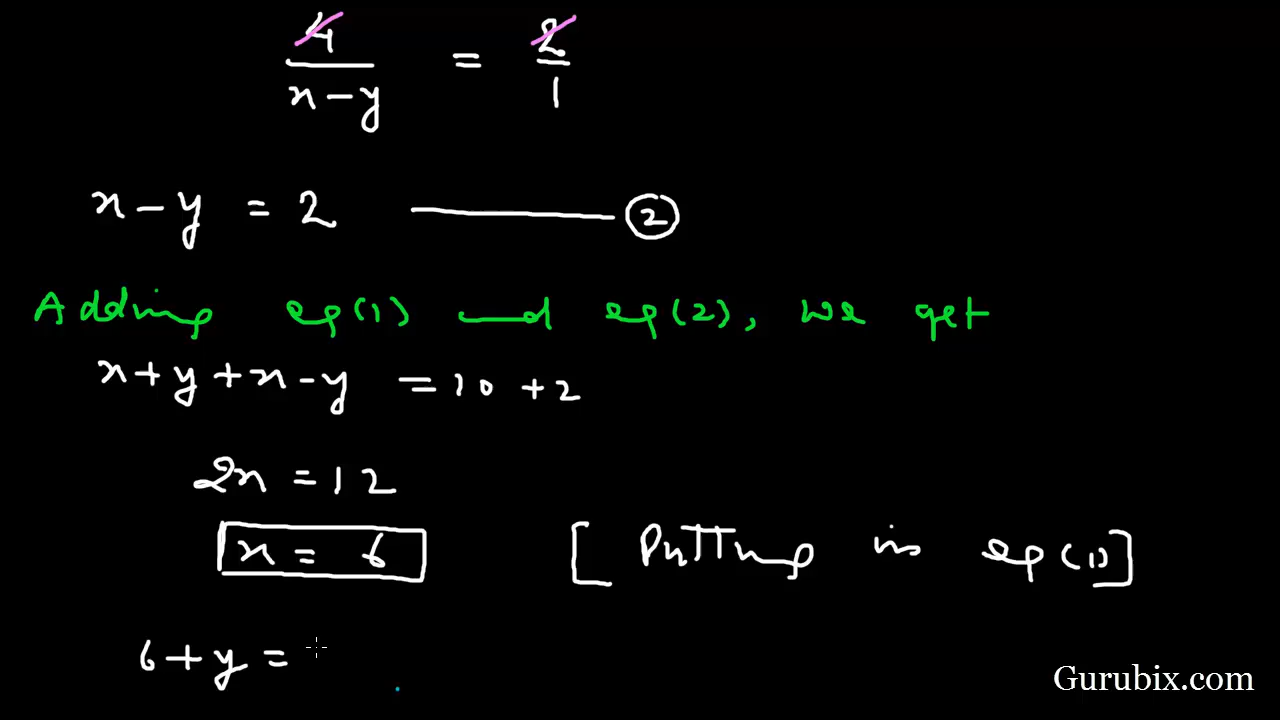 4/(x-y) = 2/1
x-y = 2 ——— ②
Adding eq(1) and eq(2), we get
x+y+x-y = 10+2
2x = 12
x = 6 [Putting in eq(1)]
6+y =
Gurubix.com